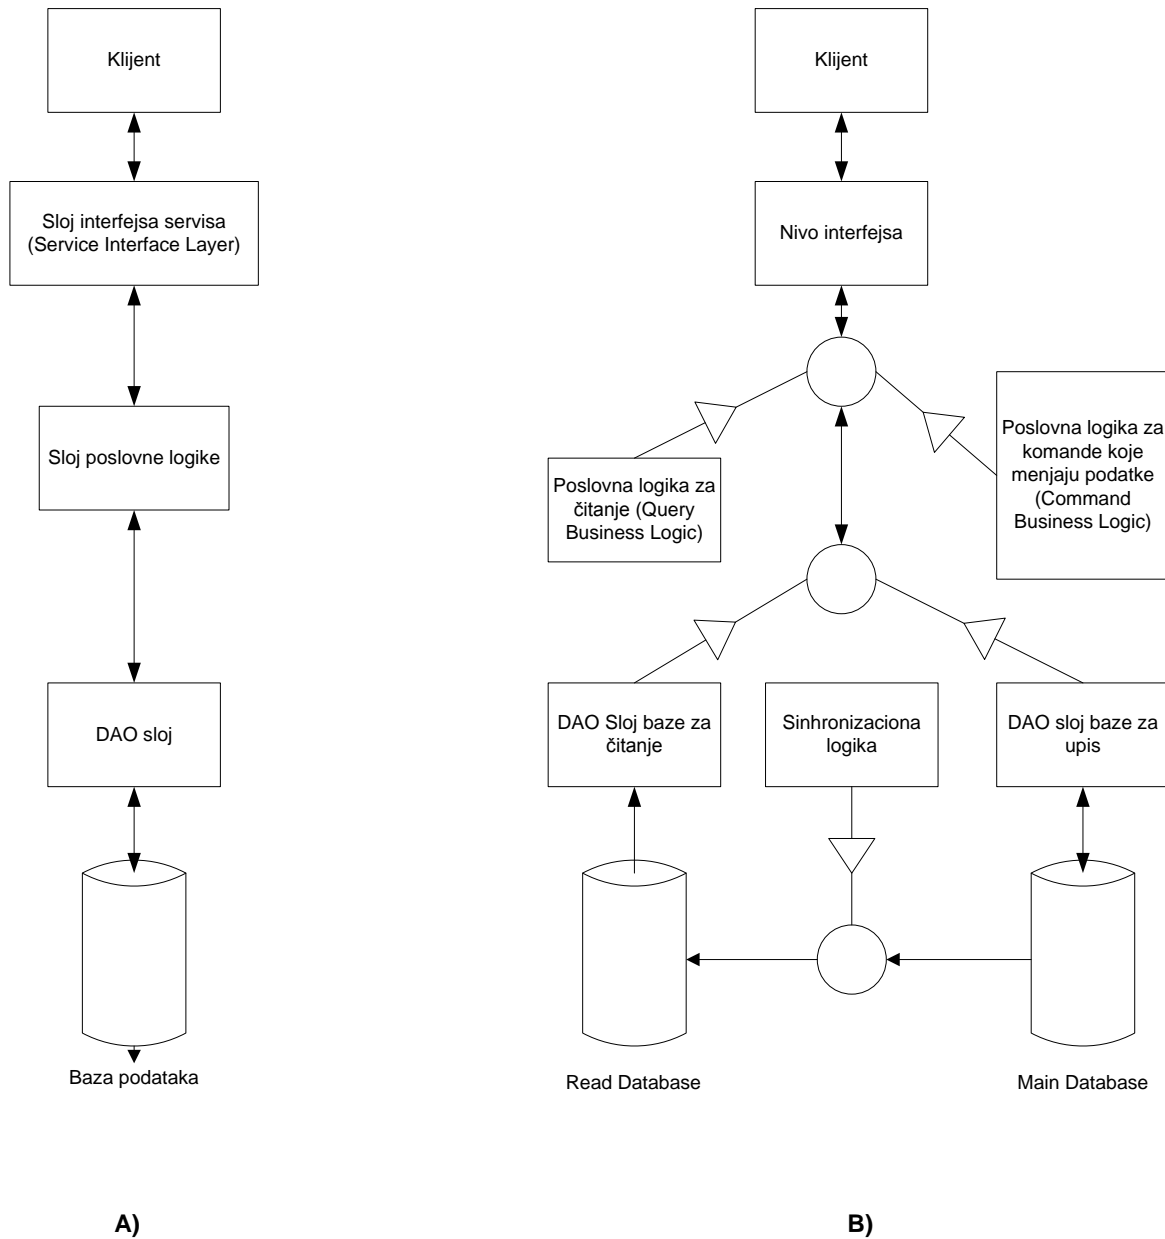 Klijent
Sloj interfejsa servisa
(Service Interface Layer)
Sloj poslovne logike
DAO sloj
Baza podataka
A)
Klijent
Nivo interfejsa
Poslovna logika za
čitanje (Query
Business Logic)
Poslovna logika za
komande koje
menjaju podatke
(Command
Business Logic)
DAO Sloj baze za
čitanje
Sinhronizaciona
logika
DAO sloj baze za
upis
Read Database
Main Database
B)